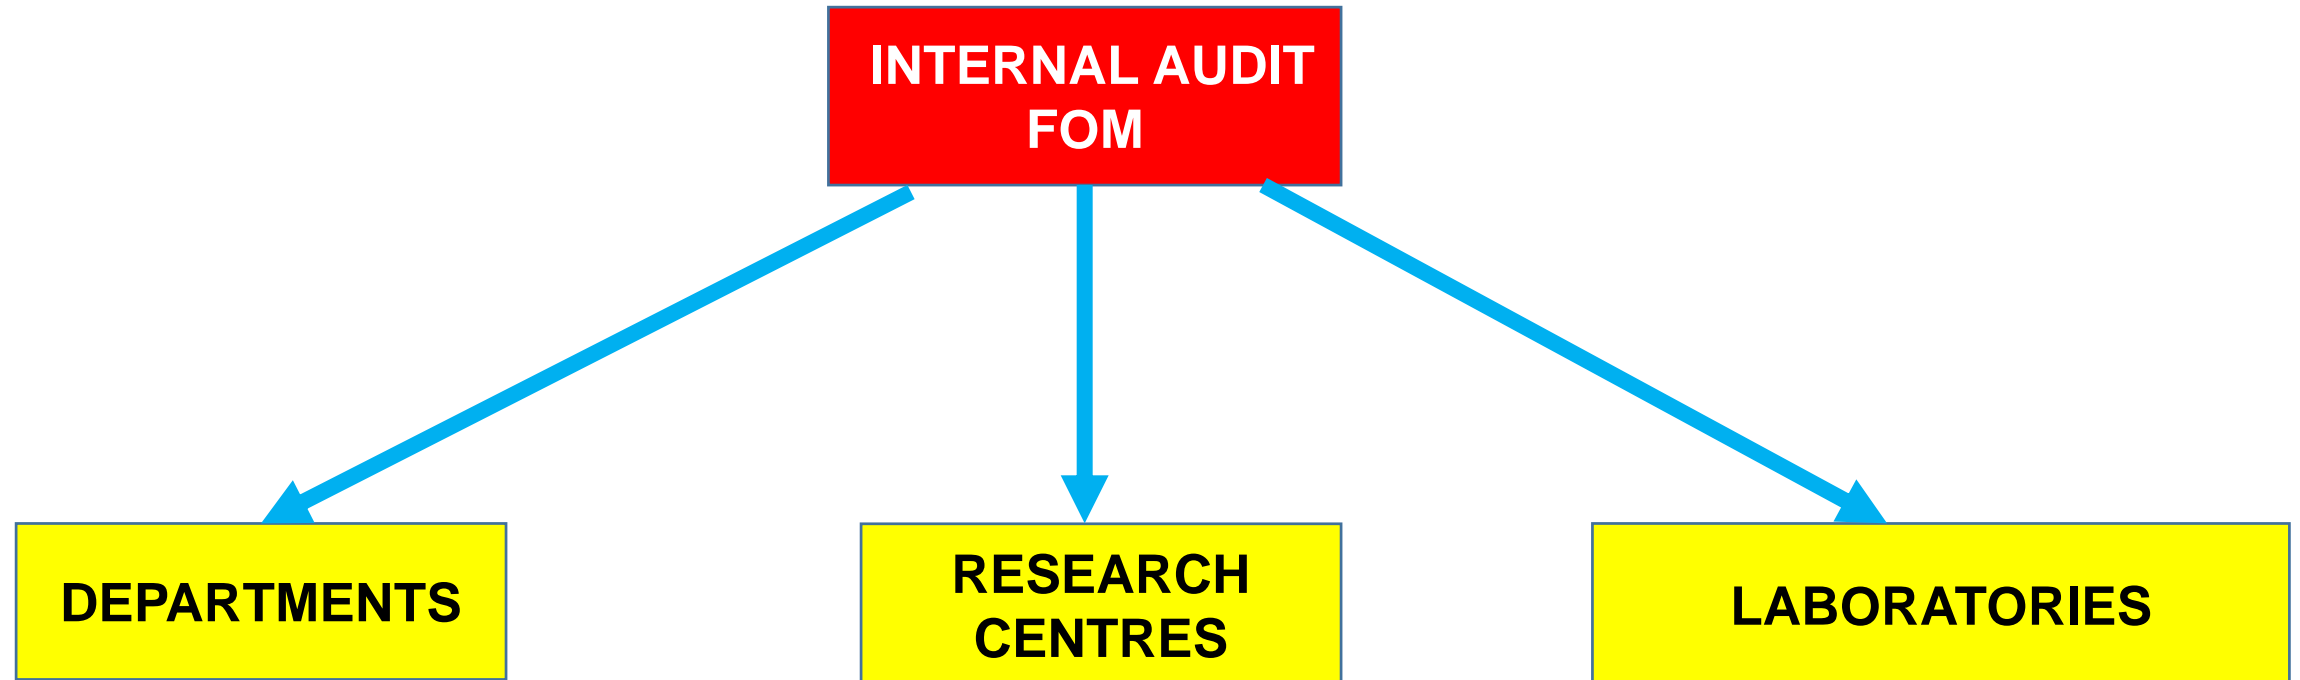 INTERNAL AUDIT
FOM
DEPARTMENTS
RESEARCH
CENTRES
LABORATORIES